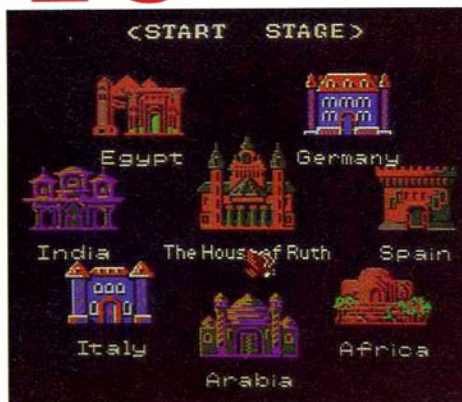 <START STAGE>
Egypt
Germany
India
The House of Ruth
Spain
Italy
Arabia
Africa